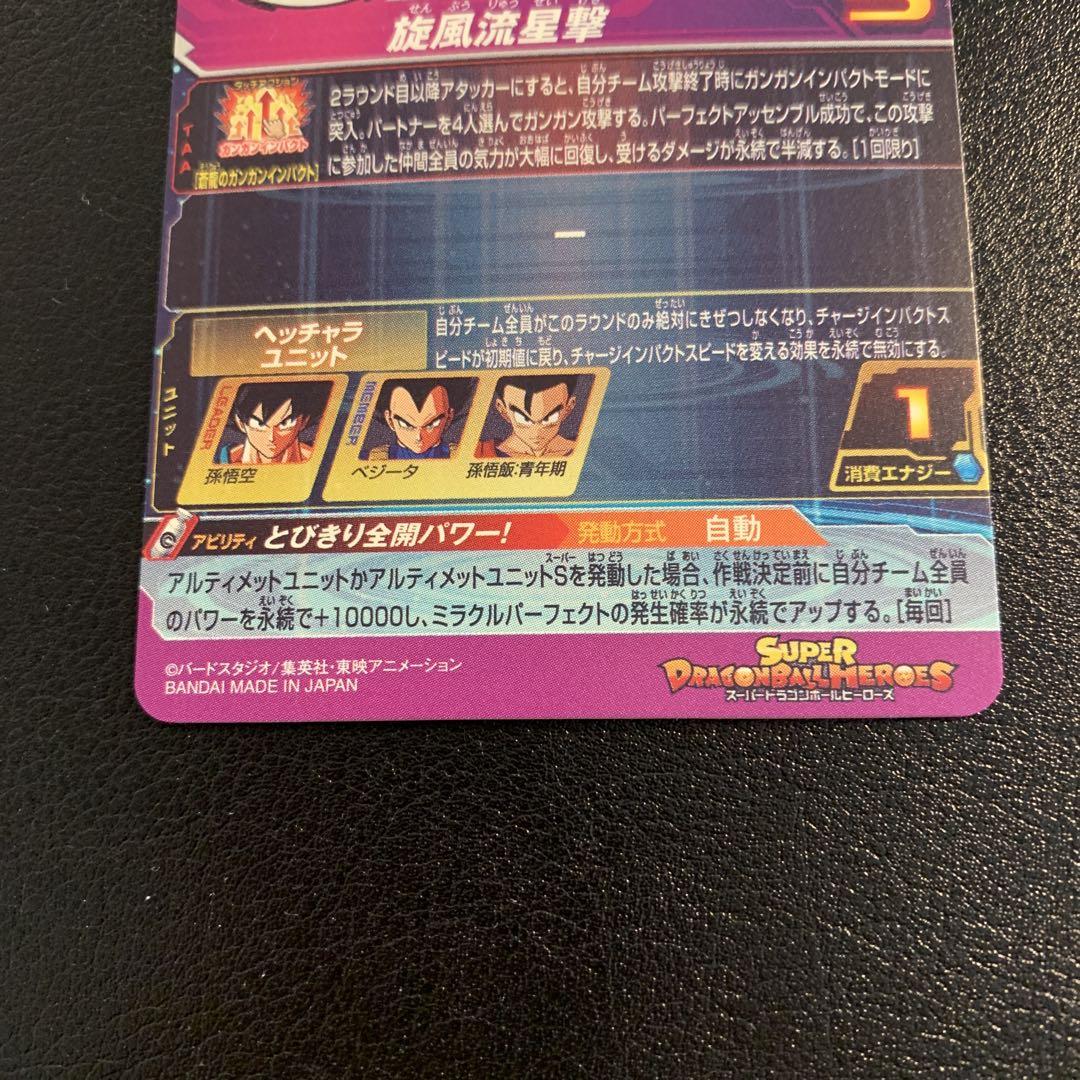 せん ぷう りゅう せい げき
旋風流星撃
タッチアクション
ガンガンインパクト
TAA
[蒼龍のガンガンインパクト]
2ラウンド目以降アタッカーにすると、自分チーム攻撃終了時にガンガンインパクトモードに
突入、パートナーを4人選んでガンガン攻撃する。パーフェクトアッセンブル成功で、この攻撃
に参加した仲間全員の気力が大幅に回復し、受けるダメージが永続で半減する。[1回限り]
ー
ユニット
ヘッチャラ
ユニット
自分チーム全員がこのラウンドのみ絶対にきぜつしなくなり、チャージインパクトス
ピードが初期値に戻り、チャージインパクトスピードを変える効果を永続で無効にする。
LEADER
孫悟空
MEMBER
ベジータ
孫悟飯:青年期
1
消費エナジー
アビリティ とびきり全開パワー! 発動方式 自動
アルティメットユニットかアルティメットユニットSを発動した場合、作戦決定前に自分チーム全員
のパワーを永続で+10000し、ミラクルパーフェクトの発生確率が永続でアップする。[毎回]
©バードスタジオ/集英社・東映アニメーション
BANDAI MADE IN JAPAN
SUPER
DRAGONBALL HEROES
スーパードラゴンボールヒーローズ